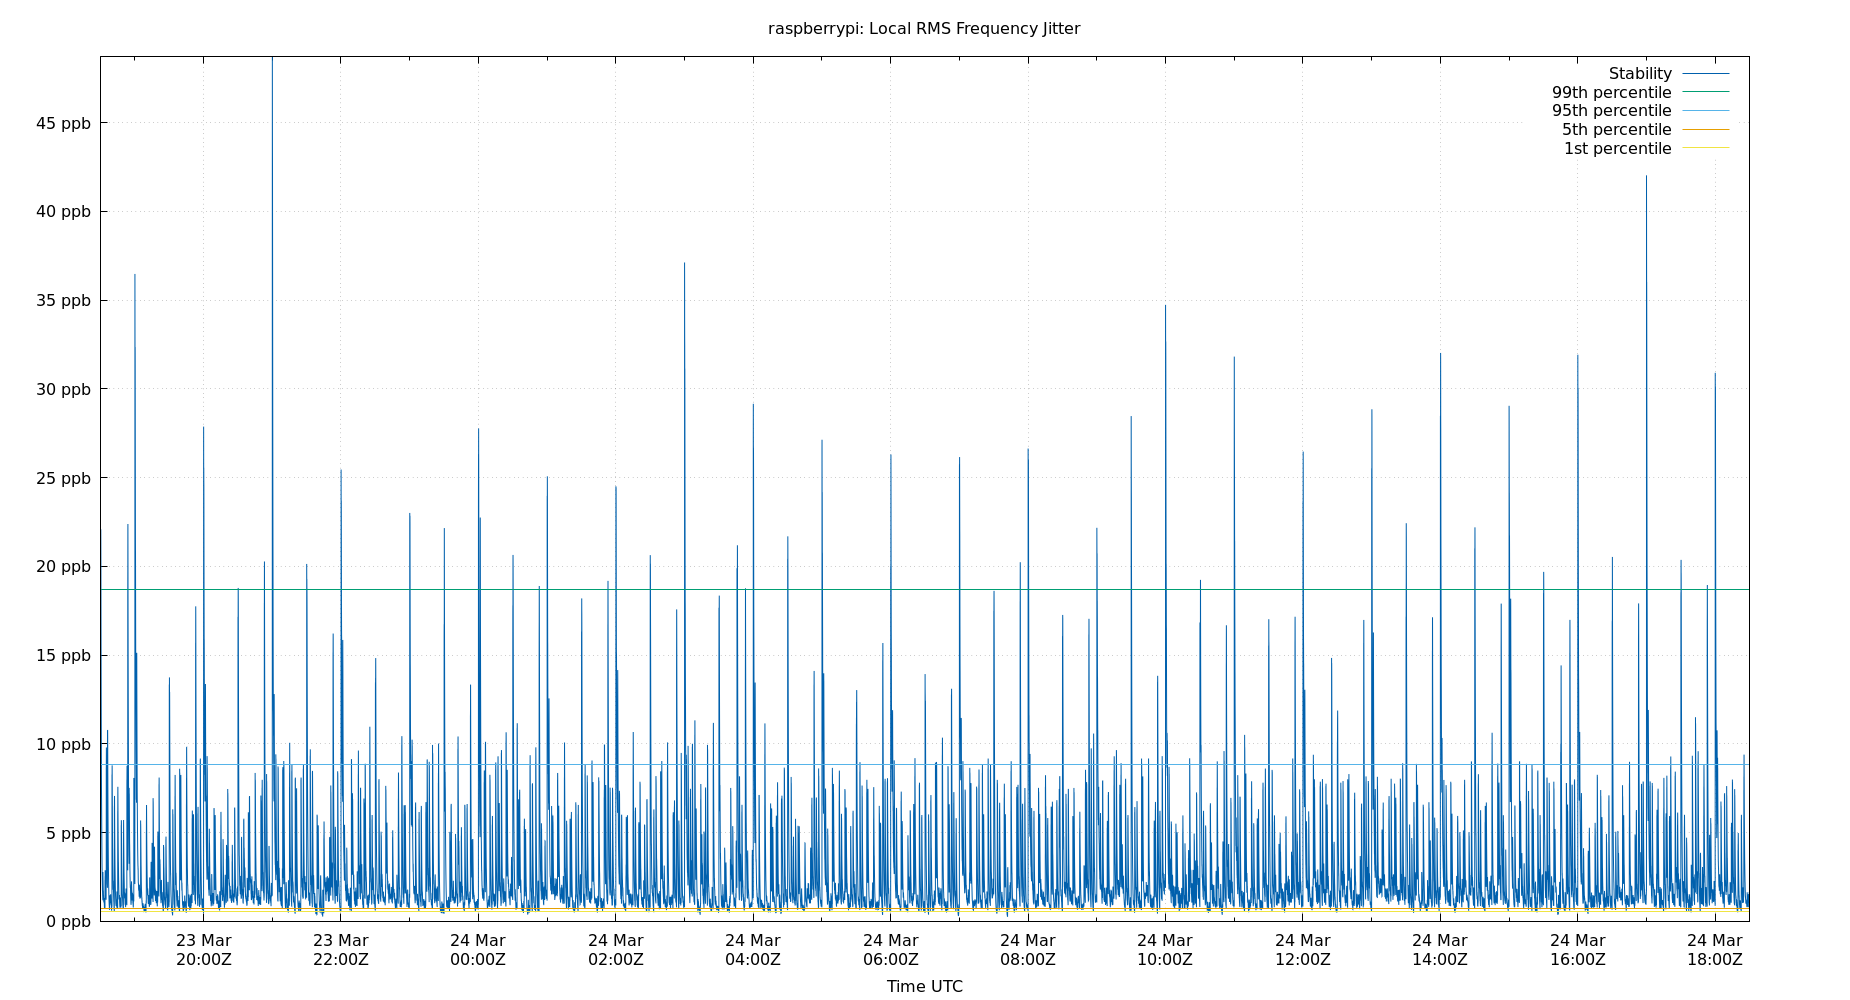 raspberrypi: Local RMS Frequency Jitter
Stability
99th percentile
95th percentile
5th percentile
1st percentile
45 ppb
40 ppb
35 ppb
30 ppb
25 ppb
20 ppb
15 ppb
10 ppb
5 ppb
0 ppb
23 Mar 23 Mar 24 Mar 24 Mar 24 Mar 24 Mar 24 Mar 24 Mar 24 Mar 24 Mar 24 Mar 24 Mar
20:00Z 22:00Z 00:00Z 02:00Z 04:00Z 06:00Z 08:00Z 10:00Z 12:00Z 14:00Z 16:00Z 18:00Z
Time UTC